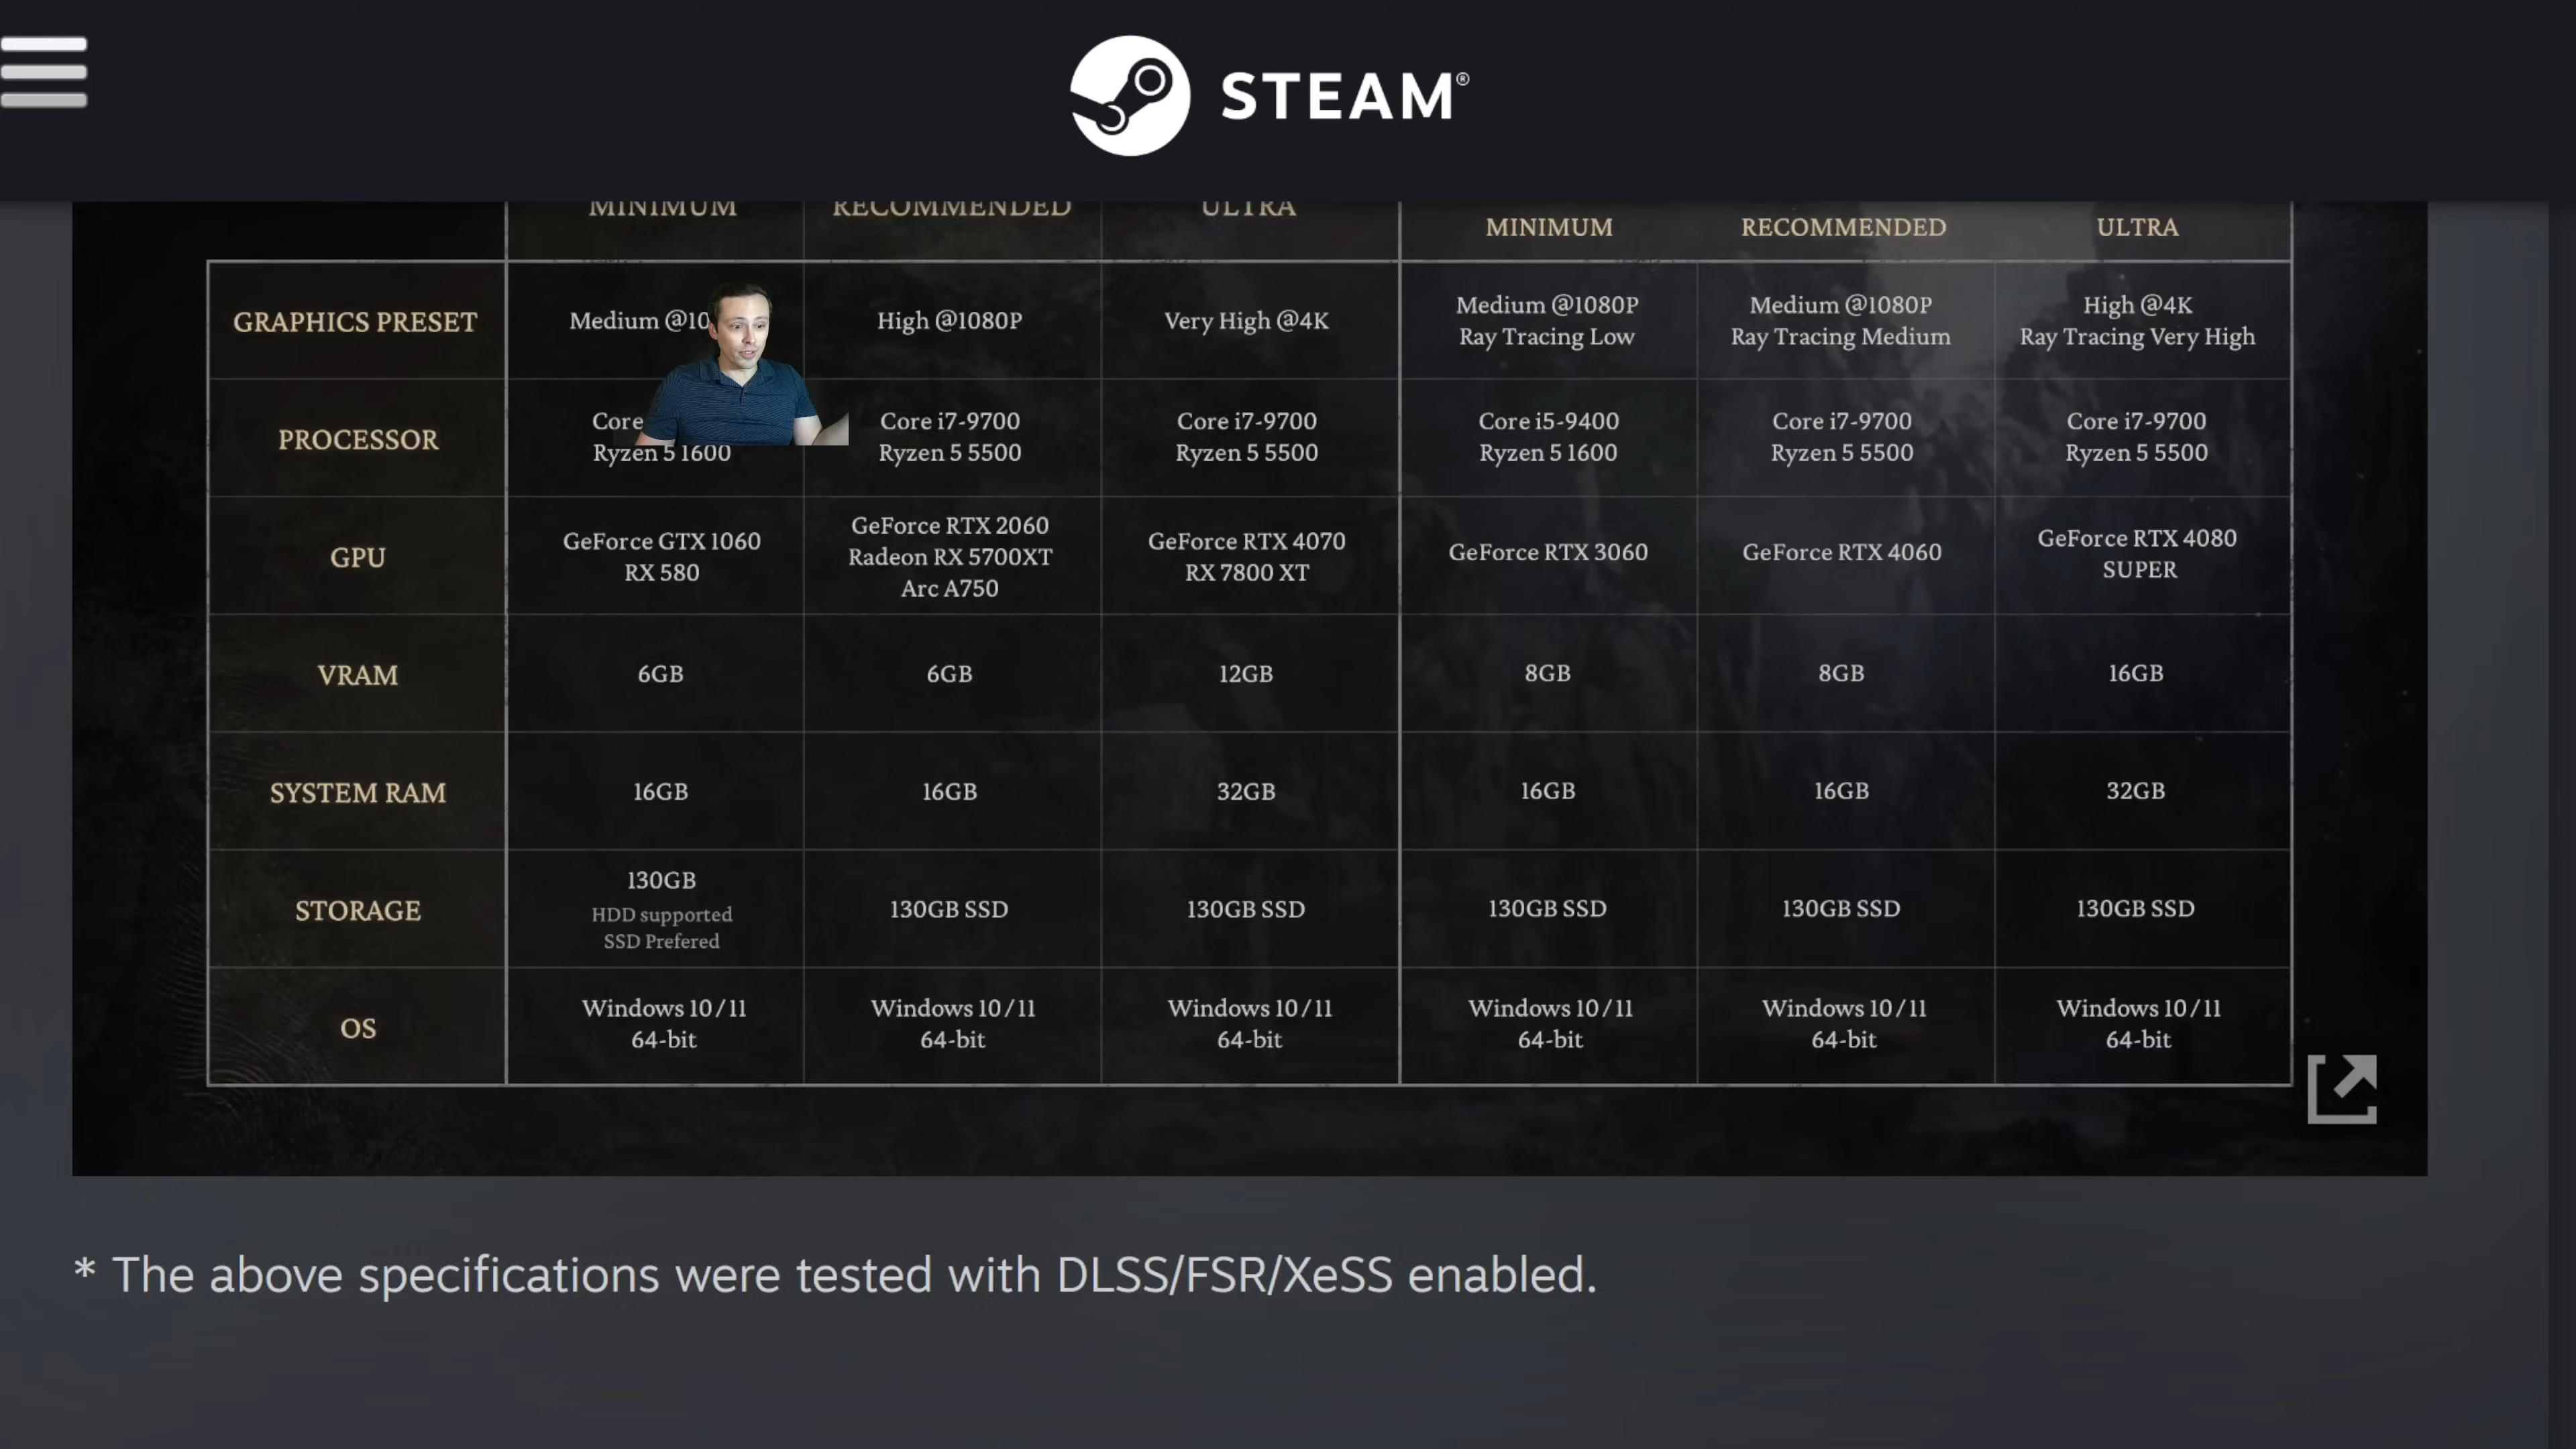 STEAM®
MINIMUM RECOMMENDED ULTRA
MINIMUM RECOMMENDED ULTRA
GRAPHICS PRESET
Medium @10
High @1080P
Very High @4K
Medium @1080P
Ray Tracing Low
Medium @1080P
Ray Tracing Medium
High @4K
Ray Tracing Very High
PROCESSOR
Core
Ryzen 5 1600
Core i7-9700
Ryzen 5 5500
Core i7-9700
Ryzen 5 5500
Core i5-9400
Ryzen 5 1600
Core i7-9700
Ryzen 5 5500
Core i7-9700
Ryzen 5 5500
GPU
GeForce GTX 1060
RX 580
GeForce RTX 2060
Radeon RX 5700XT
Arc A750
GeForce RTX 4070
RX 7800 XT
GeForce RTX 3060
GeForce RTX 4060
GeForce RTX 4080
SUPER
VRAM
6GB
6GB
12GB
8GB
8GB
16GB
SYSTEM RAM
16GB
16GB
32GB
16GB
16GB
32GB
STORAGE
130GB
HDD supported
SSD Prefered
130GB SSD
130GB SSD
130GB SSD
130GB SSD
130GB SSD
OS
Windows 10/11
64-bit
Windows 10/11
64-bit
Windows 10/11
64-bit
Windows 10/11
64-bit
Windows 10/11
64-bit
Windows 10/11
64-bit
* The above specifications were tested with DLSS/FSR/XeSS enabled.